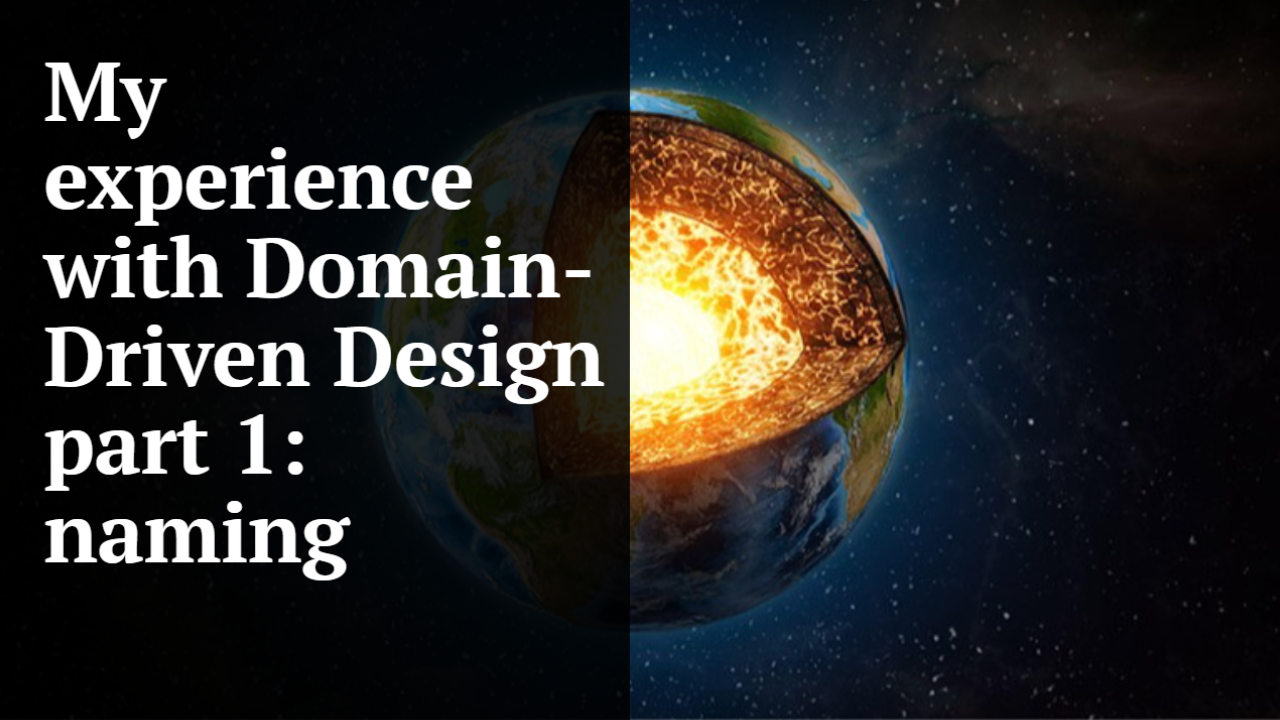 My
experience
with Domain-
Driven Design
part 1:
naming